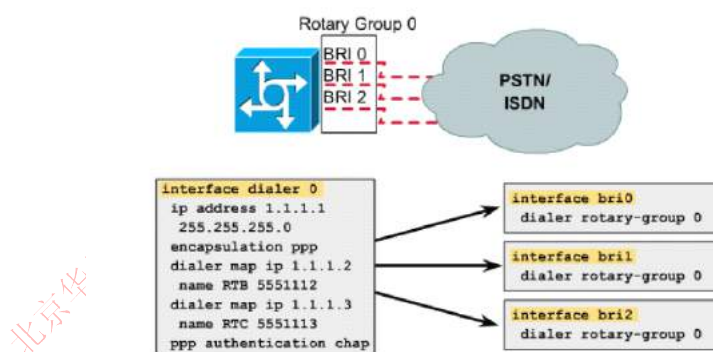 Rotary Group 0
BRI 0
BRI 1
BRI 2
PSTN/
ISDN
interface dialer 0
ip address 1.1.1.1
255.255.255.0
encapsulation ppp
dialer map ip 1.1.1.2
name RTB 5551112
dialer map ip 1.1.1.3
name RTC 5551113
ppp authentication chap
interface bri0
dialer rotary-group 0
interface bri1
dialer rotary-group 0
interface bri2
dialer rotary-group 0
北京华